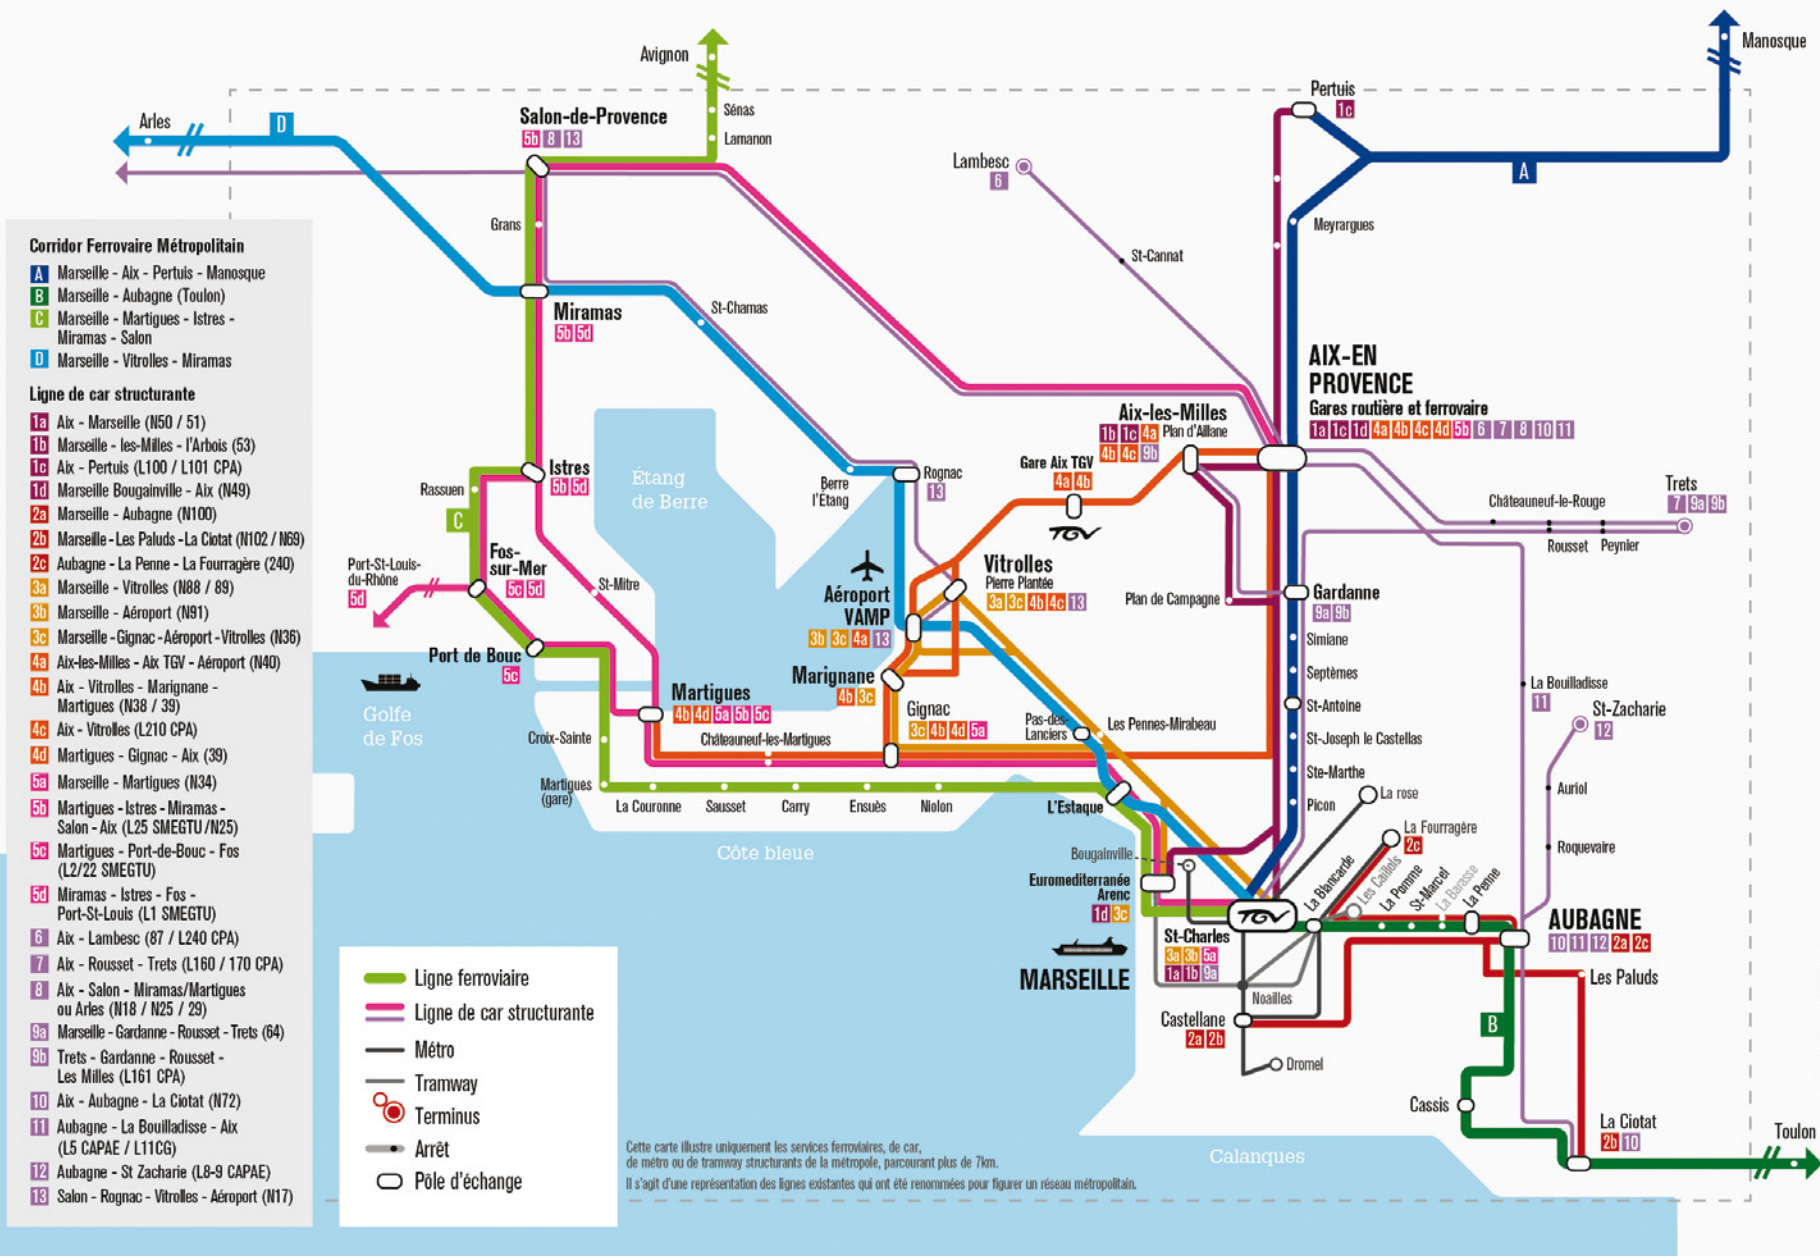 Avignon
Manosque
Sénas
Lamanon
Pertuis
1c
Arles
D
Salon-de-Provence
5b 8 13
Lambesc
6
A
Grans
Meyrargues
St-Cannat
Corridor Ferrovaire Métropolitain
A Marseille - Aix - Pertuis - Manosque
B Marseille - Aubagne (Toulon)
C Marseille - Martigues - Istres -
Miramas - Salon
D Marseille - Vitrolles - Miramas
Ligne de car structurante
1a Aix - Marseille (N50 / 51)
1b Marseille - les-Milles - l'Arbois (53)
1c Aix - Pertuis (L100 / L101 CPA)
1d Marseille Bougainville - Aix (N49)
2a Marseille - Aubagne (N100)
2b Marseille - Les Paluds - La Ciotat (N102 / N69)
2c Aubagne - La Penne - La Fourragère (240)
3a Marseille - Vitrolles (N88 / 89)
3b Marseille - Aéroport (N91)
3c Marseille - Gignac - Aéroport - Vitrolles (N36)
4a Aix-les-Milles - Aix TGV - Aéroport (N40)
4b Aix - Vitrolles - Marignane -
Martigues (N38 / 39)
4c Aix - Vitrolles (L210 CPA)
4d Martigues - Gignac - Aix (39)
5a Marseille - Martigues (N34)
5b Martigues - Istres - Miramas -
Salon - Aix (L25 SMEGTU /N25)
5c Martigues - Port-de-Bouc - Fos
(L2/22 SMEGTU)
5d Miramas - Istres - Fos -
Port-St-Louis (L1 SMEGTU)
6 Aix - Lambesc (87 / L240 CPA)
7 Aix - Rousset - Trets (L160 / 170 CPA)
8 Aix - Salon - Miramas/Martigues
ou Arles (N18 / N25 / 29)
9a Marseille - Gardanne - Rousset - Trets (64)
9b Trets - Gardanne - Rousset -
Les Milles (L161 CPA)
10 Aix - Aubagne - La Ciotat (N72)
11 Aubagne - La Bouilladisse - Aix
(L5 CAPAE / L11CG)
12 Aubagne - St Zacharie (L8-9 CAPAE)
13 Salon - Rognac - Vitrolles - Aéroport (N17)
Miramas
5b 5d
St-Chamas
AIX-EN
PROVENCE
Gares routière et ferrovaire
1a 1c 1d 4a 4b 4c 4d 5b 6 7 8 10 11
Aix-les-Milles
1b 1c 4a Plan d'Aillane
4b 4c 9b
Gare Aix TGV
4a 4b
TGV
Istres
5b 5d
Rassuen
C
Étang
de Berre
Berre
l'Étang
Rognac
13
Trets
7 9a 9b
Châteauneuf-le-Rouge
Rousset
Peynier
Fos-
sur-Mer
5c 5d
Port-St-Louis-
du-Rhône
5d
St-Mitre
Aéroport
VAMP
3b 3c 4a 13
Vitrolles
Pierre Plantée
3a 3c 4b 4c 13
Plan de Campagne
Gardanne
9a 9b
Simiane
Septèmes
St-Antoine
St-Joseph le Castellas
Ste-Marthe
Picon
Port de Bouc
5c
Marignane
4b 3c
Martigues
4b 4d 5a 5b 5c
Gignac
3c 4b 4d 5a
Pas-des-
Lanciers
Les Pennes-Mirabeau
La Bouilladisse
11
St-Zacharie
12
Golfe
de Fos
Croix-Sainte
Châteauneuf-les-Martigues
Martigues
(gare)
La Couronne
Sausset
Carry
Ensuès
Niolon
L'Estaque
La rose
Auriol
La Fourragère
2c
Roquevaire
Côte bleue
Bougainville
Euromediterranée
Arenc
1d 3c
La Blancarde
Les Caillols
La Pomme
St-Marcel
La Barasse
La Penne
TGV
St-Charles
3a 3b 5a
1a 1b 9a
MARSEILLE
AUBAGNE
10 11 12 2a 2c
Les Paluds
Noailles
Castellane
2a 2b
B
Dromel
Cassis
La Ciotat
2b 10
Toulon
Calanques
Ligne ferroviaire
Ligne de car structurante
Métro
Tramway
Terminus
Arrêt
Pôle d'échange
Cette carte illustre uniquement les services ferroviaires, de car,
de métro ou de tramway structurants de la métropole, parcourant plus de 7km.
Il s'agit d'une représentation des lignes existantes qui ont été renommées pour figurer un réseau métropolitain.